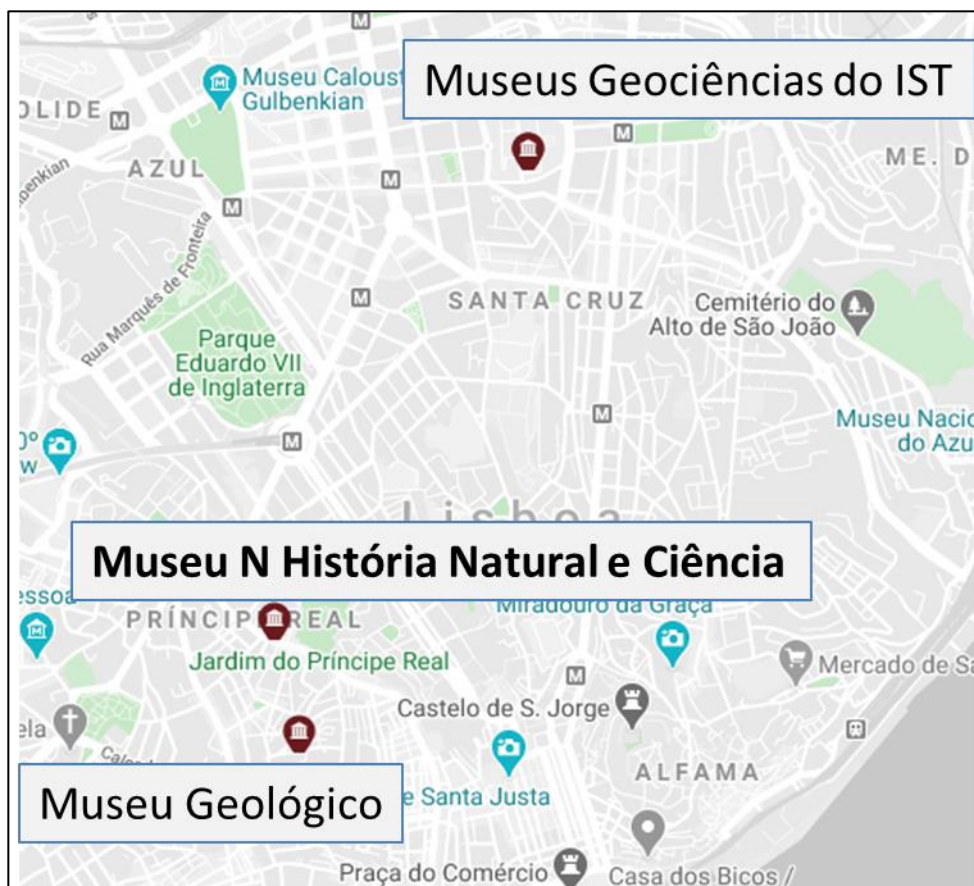 Museu Caloust
Gulbenkian
Museus Geociências do IST
M
OLIDE
M
M
AZUL
ME. D
M
M
Rua Marquês de Fronteira
M
SANTA CRUZ
Cemitério do
Alto de São João
Parque
Eduardo VII
de Inglaterra
M
M
Museu Nacio
do Azu
Lisboa
Museu N História Natural e Ciência
PRÍNCIPE REAL
Miradouro da Graça
Jardim do Príncipe Real
M
Mercado de Sa
Castelo de S. Jorge
ela
ALFAMA
Museu Geológico
e Santa Justa
Praça do Comércio
Casa dos Bicos /